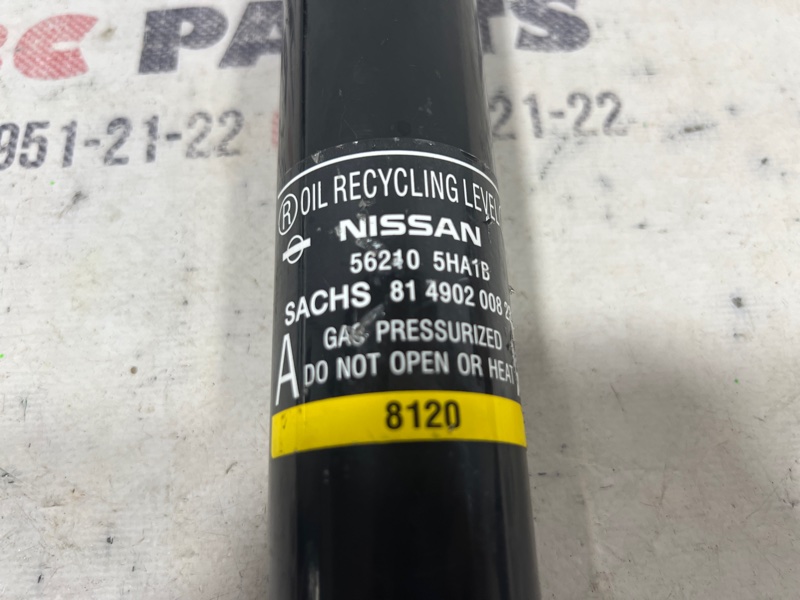 C PARTS
951-21-22
21-22
Ⓡ OIL RECYCLING LEVEL
NISSAN
56210 5HA1B
SACHS 81 4902 008
GAS PRESSURIZED
A DO NOT OPEN OR HEAT
8120